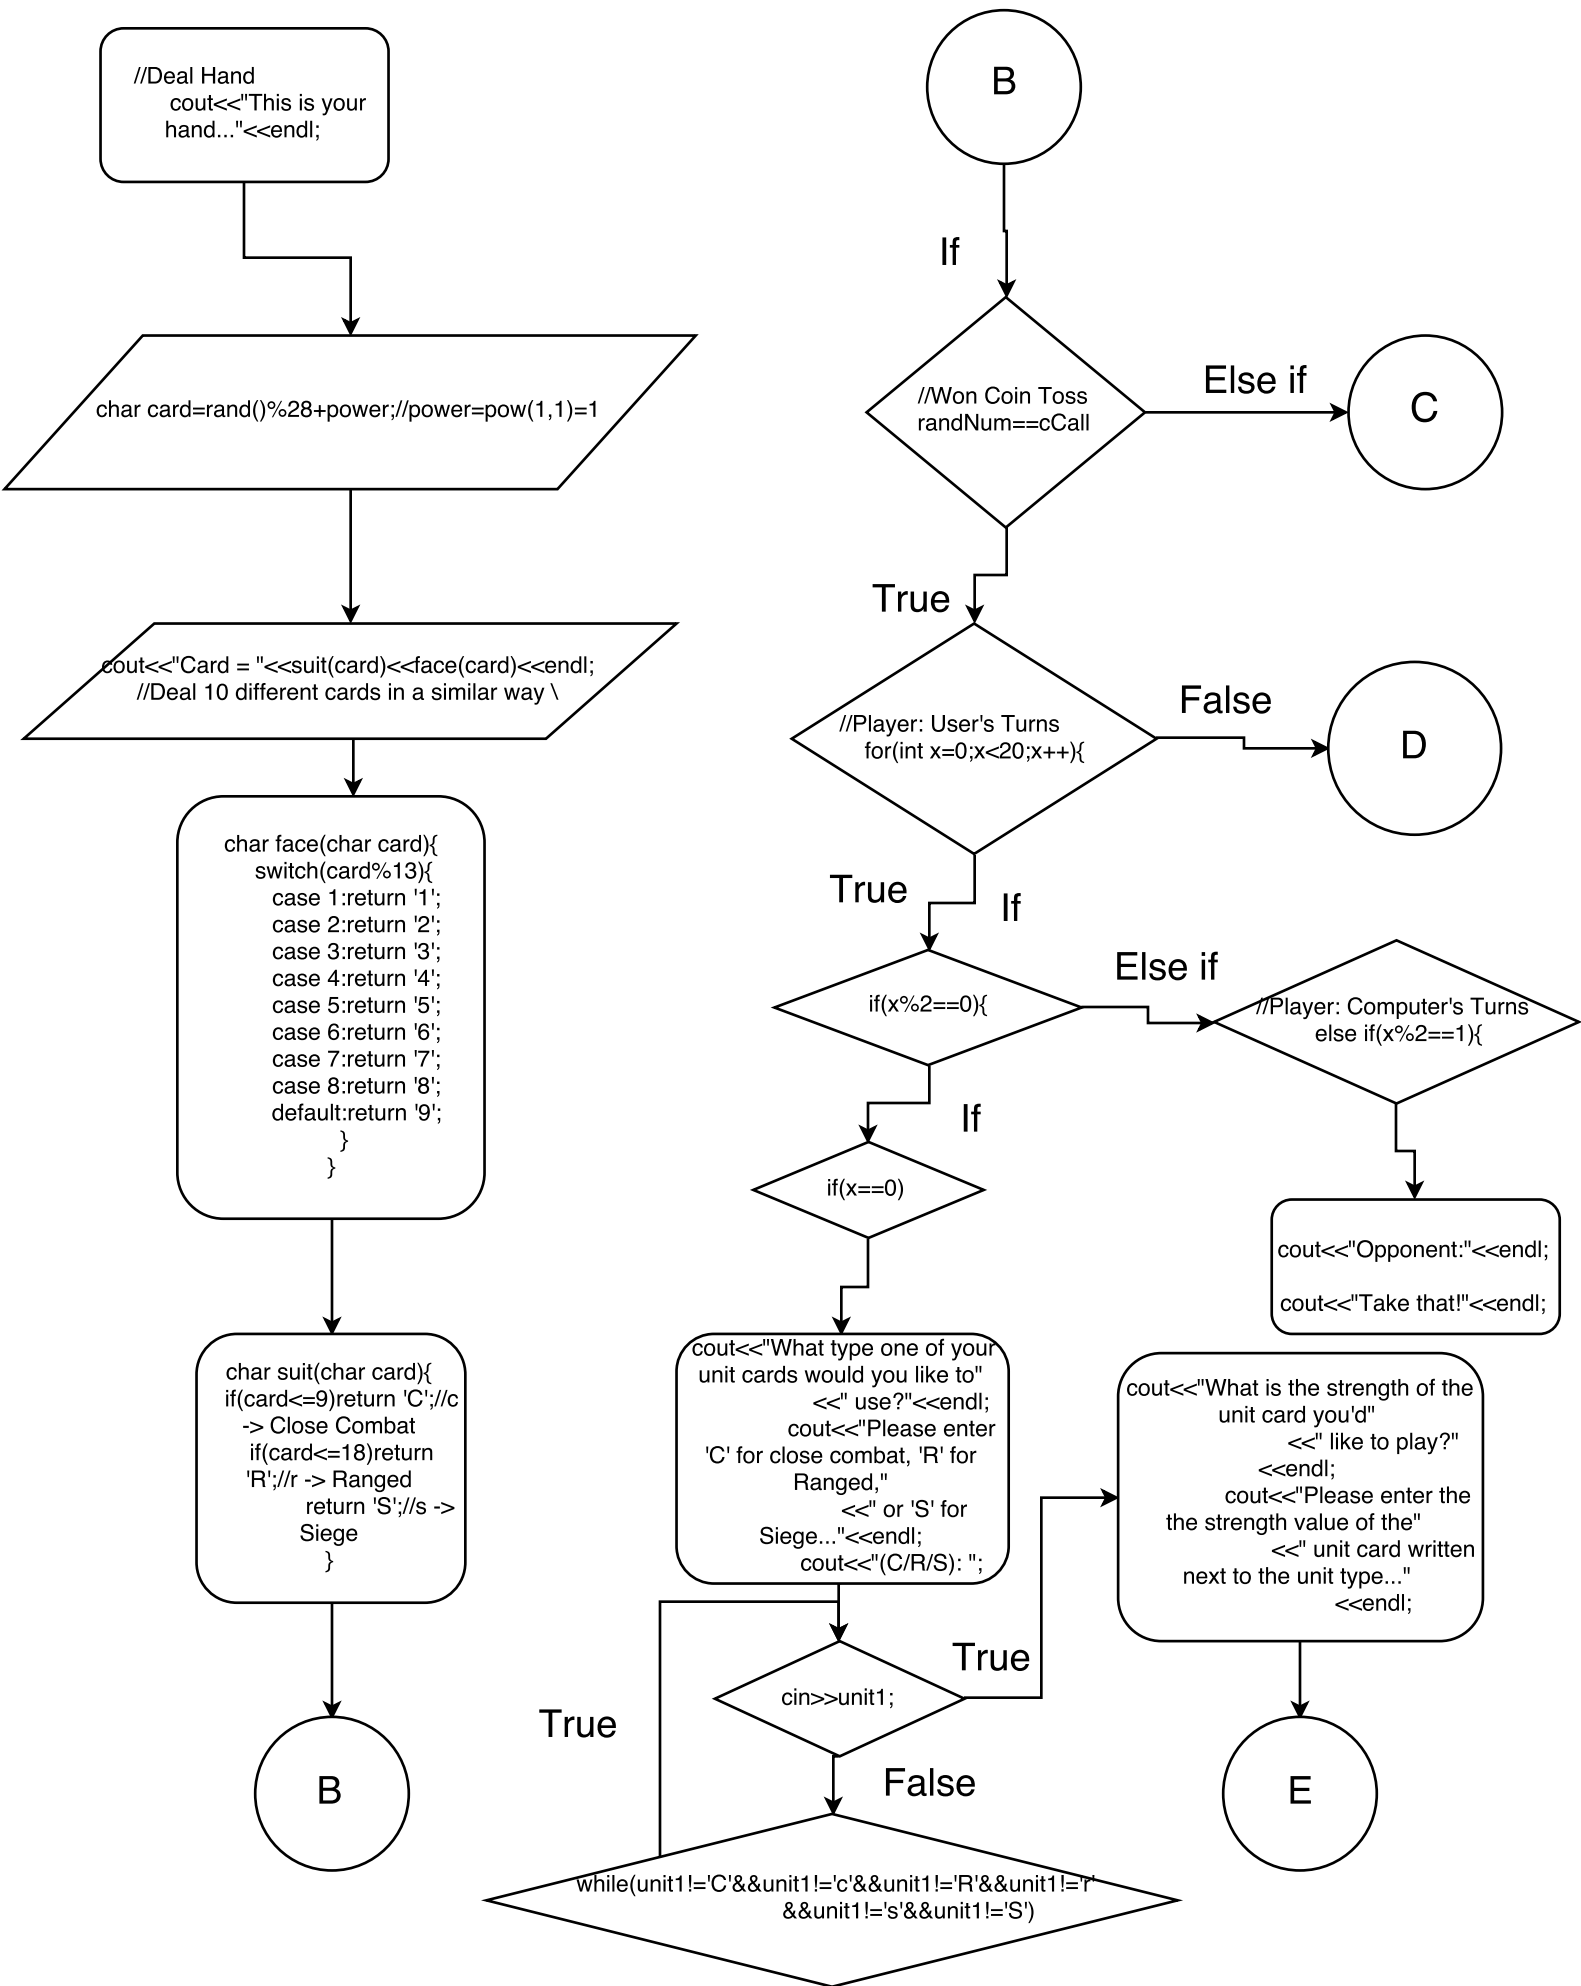 //Deal Hand
cout<<"This is your
hand..."<<endl;
char card=rand()%28+power;//power=pow(1,1)=1
cout<<"Card = "<<suit(card)<<face(card)<<endl;
//Deal 10 different cards in a similar way \
char face(char card){
switch(card%13){
case 1:return '1';
case 2:return '2';
case 3:return '3';
case 4:return '4';
case 5:return '5';
case 6:return '6';
case 7:return '7';
case 8:return '8';
default:return '9';
}
}
char suit(char card){
if(card<=9)return 'C';//c
-> Close Combat
if(card<=18)return
'R';//r -> Ranged
return 'S';//s ->
Siege
}
B
B
If
//Won Coin Toss
randNum==cCall
Else if
C
True
//Player: User's Turns
for(int x=0;x<20;x++){
False
D
True
If
if(x%2==0){
Else if
//Player: Computer's Turns
else if(x%2==1){
cout<<"Opponent:"<<endl;
cout<<"Take that!"<<endl;
If
if(x==0)
cout<<"What type one of your
unit cards would you like to"
<<" use?"<<endl;
cout<<"Please enter
'C' for close combat, 'R' for
Ranged,"
<<" or 'S' for
Siege..."<<endl;
cout<<"(C/R/S): ";
cin>>unit1;
True
cout<<"What is the strength of the
unit card you'd"
<<" like to play?"
<<endl;
cout<<"Please enter the
the strength value of the"
<<" unit card written
next to the unit type..."
<<endl;
E
True
False
while(unit1!='C'&&unit1!='c'&&unit1!='R'&&unit1!='r'
&&unit1!='s'&&unit1!='S')